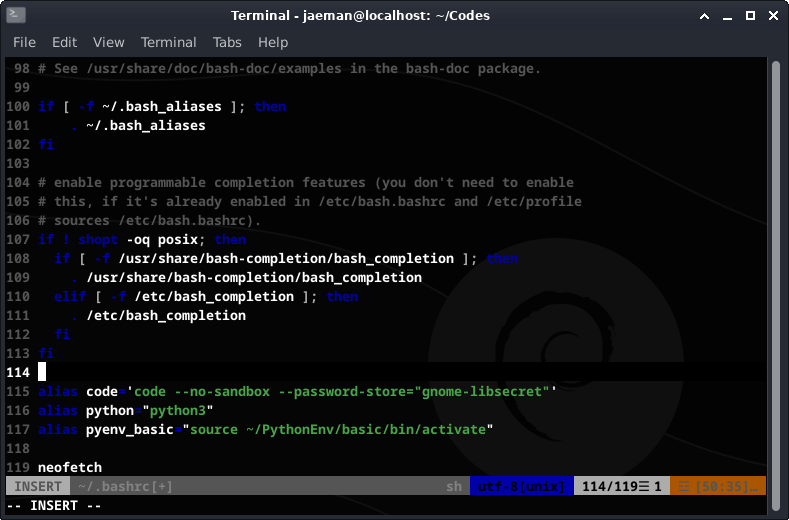 Terminal - jaeman@localhost: ~/Codes
File Edit View Terminal Tabs Help
98 # See /usr/share/doc/bash-doc/examples in the bash-doc package.
99
100 if [ -f ~/.bash_aliases ]; then
101     . ~/.bash_aliases
102 fi
103
104 # enable programmable completion features (you don't need to enable
105 # this, if it's already enabled in /etc/bash.bashrc and /etc/profile
106 # sources /etc/bash.bashrc).
107 if ! shopt -oq posix; then
108   if [ -f /usr/share/bash-completion/bash_completion ]; then
109     . /usr/share/bash-completion/bash_completion
110   elif [ -f /etc/bash_completion ]; then
111     . /etc/bash_completion
112   fi
113 fi
114
115 alias code='code --no-sandbox --password-store="gnome-libsecret"'
116 alias python="python3"
117 alias pyenv_basic="source ~/PythonEnv/basic/bin/activate"
118
119 neofetch
INSERT ~/.bashrc[+] sh utf-8[unix] 114/119☰ 1 ☲ [50:35]…
-- INSERT --